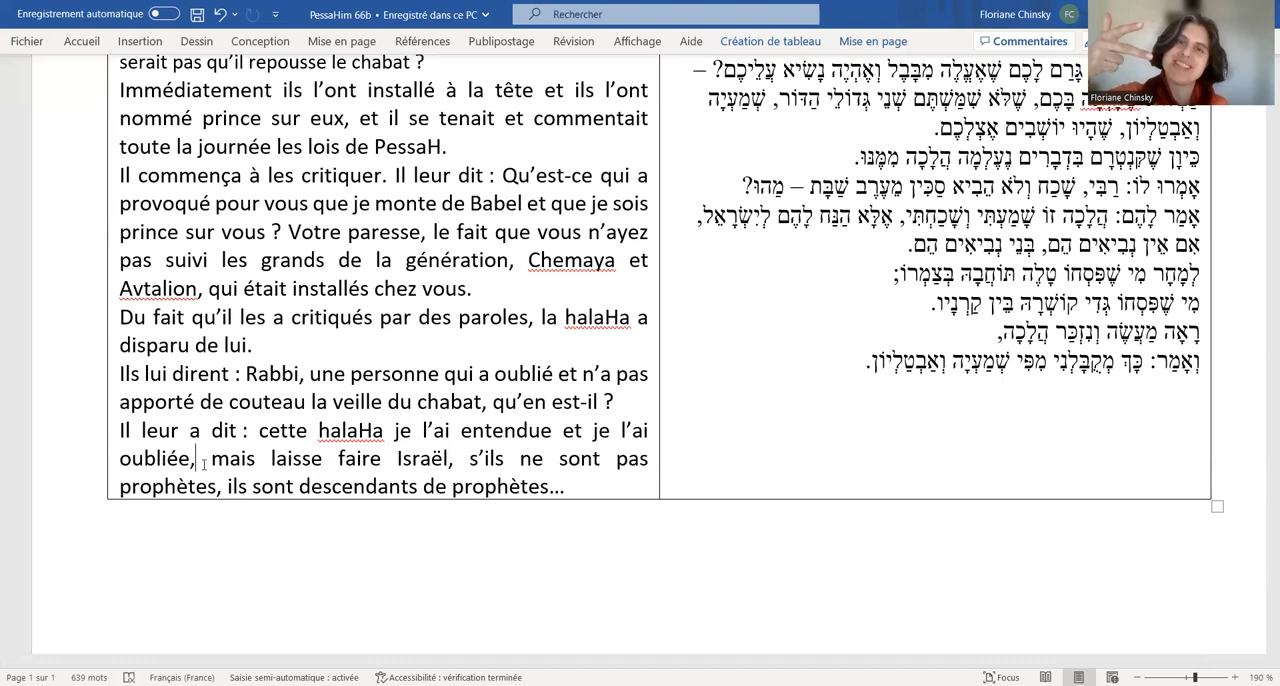 Enregistrement automatique
PessaHim 66b • Enregistré dans ce PC
Rechercher
Floriane Chinsky FC
Fichier Accueil Insertion Dessin Conception Mise en page Références Publipostage Révision Affichage Aide Création de tableau Mise en page Commentaires
Floriane Chinsky
serait pas qu’il repousse le chabat ?
Immédiatement ils l’ont installé à la tête et ils l’ont
nommé prince sur eux, et il se tenait et commentait
toute la journée les lois de PessaH.
Il commença à les critiquer. Il leur dit : Qu’est-ce qui a
provoqué pour vous que je monte de Babel et que je sois
prince sur vous ? Votre paresse, le fait que vous n’ayez
pas suivi les grands de la génération, Chemaya et
Avtalion, qui était installés chez vous.
Du fait qu’il les a critiqués par des paroles, la halaHa a
disparu de lui.
Ils lui dirent : Rabbi, une personne qui a oublié et n’a pas
apporté de couteau la veille du chabat, qu’en est-il ?
Il leur a dit : cette halaHa je l’ai entendue et je l’ai
oubliée, mais laisse faire Israël, s’ils ne sont pas
prophètes, ils sont descendants de prophètes…
גָּרַם לָכֶם שֶׁאֶעֱלֶה מִבָּבֶל וְאֶהְיֶה נָשִׂיא עֲלֵיכֶם? –
בָּכֶם, שֶׁלֹּא שִׁמַּשְׁתֶּם שְׁנֵי גְּדוֹלֵי הַדּוֹר, שְׁמַעְיָה
וְאַבְטַלְיוֹן, שֶׁהָיוּ יוֹשְׁבִים אֶצְלְכֶם.
כֵּיוָן שֶׁקִּנְטְרָם בִּדְבָרִים נֶעֶלְמָה הֲלָכָה מִמֶּנּוּ.
אָמְרוּ לוֹ: רַבִּי, שָׁכַח וְלֹא הֵבִיא סַכִּין מֵעֶרֶב שַׁבָּת – מַהוּ?
אָמַר לָהֶם: הֲלָכָה זוֹ שָׁמַעְתִּי וְשָׁכַחְתִּי, אֶלָּא הַנַּח לָהֶם לְיִשְׂרָאֵל,
אִם אֵין נְבִיאִים הֵם, בְּנֵי נְבִיאִים הֵם.
לְמָחָר מִי שֶׁפִּסְחוֹ טָלֶה תּוֹחֲבָהּ בְּצַמְרוֹ;
מִי שֶׁפִּסְחוֹ גְּדִי קוֹשְׁרָהּ בֵּין קַרְנָיו.
רָאָה מַעֲשֶׂה וְנִזְכַּר הֲלָכָה,
וְאָמַר: כָּךְ מְקֻבְּלַנִי מִפִּי שְׁמַעְיָה וְאַבְטַלְיוֹן.
Page 1 sur 1 639 mots Français (France) Saisie semi-automatique : activée Accessibilité : vérification terminée Focus 190 %